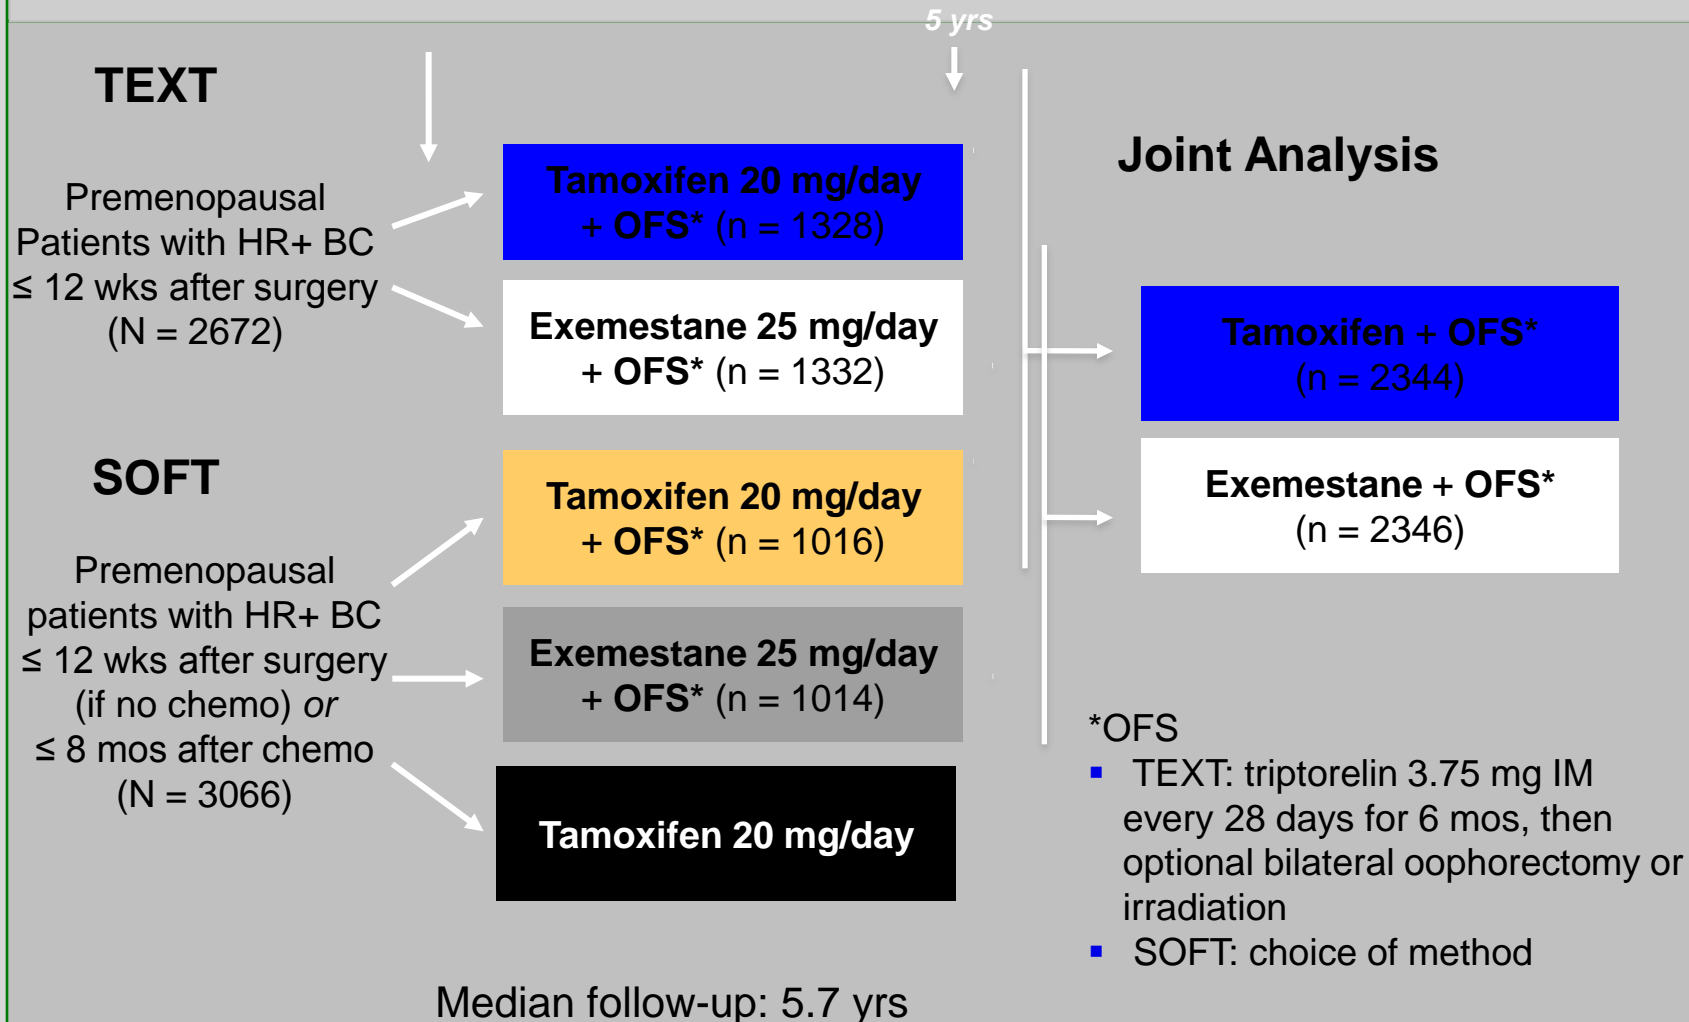 5 yrs
TEXT
Premenopausal
Patients with HR+ BC
≤ 12 wks after surgery
(N = 2672)
Tamoxifen 20 mg/day
+ OFS* (n = 1328)
Exemestane 25 mg/day
+ OFS* (n = 1332)
SOFT
Premenopausal
patients with HR+ BC
≤ 12 wks after surgery
(if no chemo) or
≤ 8 mos after chemo
(N = 3066)
Tamoxifen 20 mg/day
+ OFS* (n = 1016)
Exemestane 25 mg/day
+ OFS* (n = 1014)
Tamoxifen 20 mg/day
Joint Analysis
Tamoxifen + OFS*
(n = 2344)
Exemestane + OFS*
(n = 2346)
*OFS
▪ TEXT: triptorelin 3.75 mg IM
every 28 days for 6 mos, then
optional bilateral oophorectomy or
irradiation
▪ SOFT: choice of method
Median follow-up: 5.7 yrs